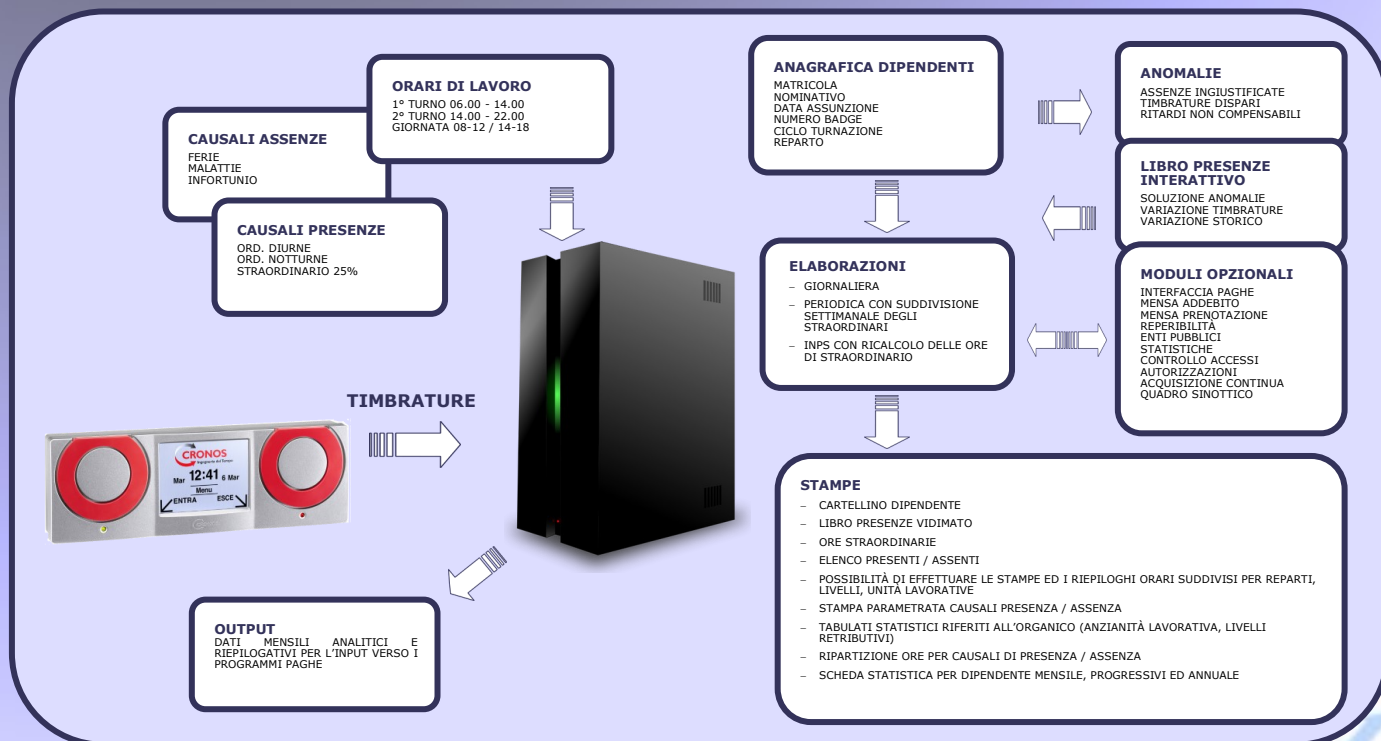 ORARI DI LAVORO
1° TURNO 06.00 - 14.00
2° TURNO 14.00 - 22.00
GIORNATA 08-12 / 14-18
CAUSALI ASSENZE
FERIE
MALATTIE
INFORTUNIO
CAUSALI PRESENZE
ORD. DIURNE
ORD. NOTTURNE
STRAORDINARIO 25%
TIMBRATURE
CRONOS
Mar 12:41 6 Mar
Menu
ENTRA ESCE
OUTPUT
DATI MENSILI ANALITICI E
RIEPILOGATIVI PER L'INPUT VERSO I
PROGRAMMI PAGHE
ANAGRAFICA DIPENDENTI
MATRICOLA
NOMINATIVO
DATA ASSUNZIONE
NUMERO BADGE
CICLO TURNAZIONE
REPARTO
ANOMALIE
ASSENZE INGIUSTIFICATE
TIMBRATURE DISPARI
RITARDI NON COMPENSABILI
LIBRO PRESENZE
INTERATTIVO
SOLUZIONE ANOMALIE
VARIAZIONE TIMBRATURE
VARIAZIONE STORICO
ELABORAZIONI
– GIORNALIERA
– PERIODICA CON SUDDIVISIONE
SETTIMANALE DEGLI
STRAORDINARI
– INPS CON RICALCOLO DELLE ORE
DI STRAORDINARIO
MODULI OPZIONALI
INTERFACCIA PAGHE
MENSA ADDEBITO
MENSA PRENOTAZIONE
REPERIBILITÀ
ENTI PUBBLICI
STATISTICHE
CONTROLLO ACCESSI
AUTORIZZAZIONI
ACQUISIZIONE CONTINUA
QUADRO SINOTTICO
STAMPE
– CARTELLINO DIPENDENTE
– LIBRO PRESENZE VIDIMATO
– ORE STRAORDINARIE
– ELENCO PRESENTI / ASSENTI
– POSSIBILITÀ DI EFFETTUARE LE STAMPE ED I RIEPILOGHI ORARI SUDDIVISI PER REPARTI,
LIVELLI, UNITÀ LAVORATIVE
– STAMPA PARAMETRATA CAUSALI PRESENZA / ASSENZA
– TABULATI STATISTICI RIFERITI ALL'ORGANICO (ANZIANITÀ LAVORATIVA, LIVELLI
RETRIBUTIVI)
– RIPARTIZIONE ORE PER CAUSALI DI PRESENZA / ASSENZA
– SCHEDA STATISTICA PER DIPENDENTE MENSILE, PROGRESSIVI ED ANNUALE